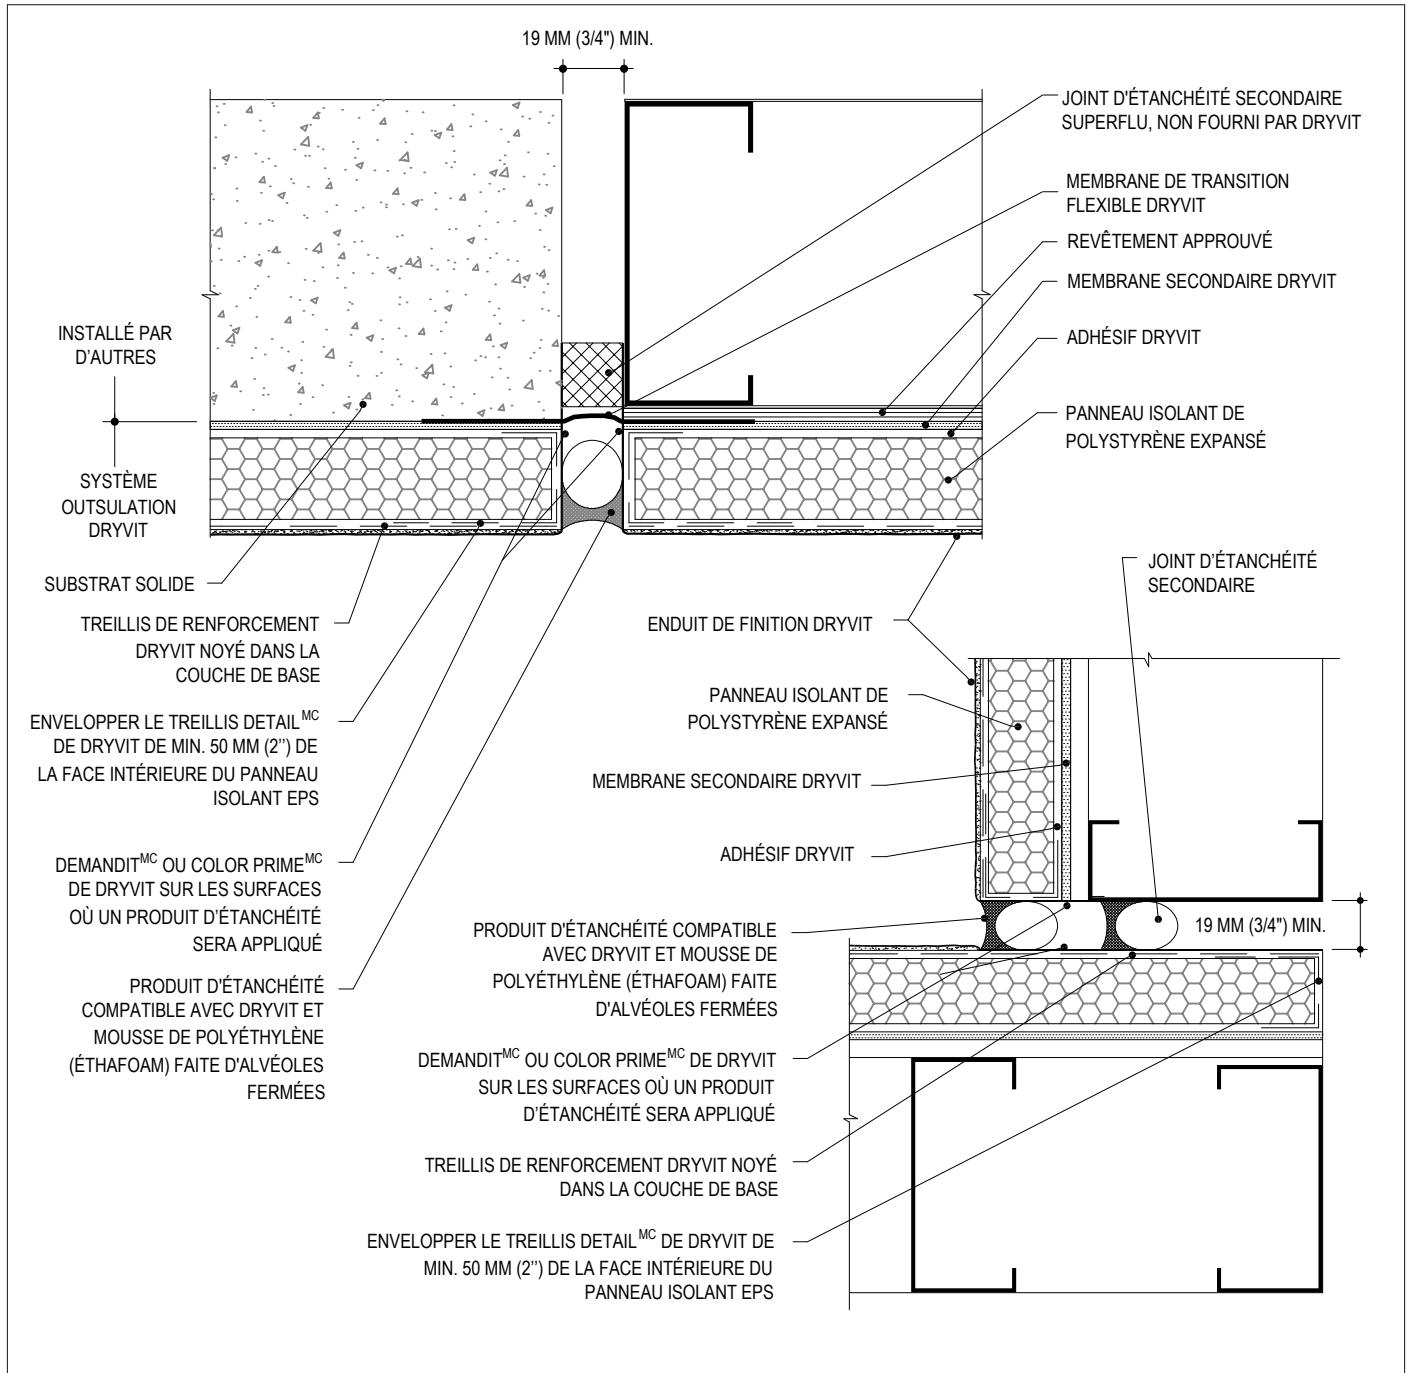 19 MM (3/4") MIN.
JOINT D'ÉTANCHÉITÉ SECONDAIRE
SUPERFLU, NON FOURNI PAR DRYVIT
MEMBRANE DE TRANSITION
FLEXIBLE DRYVIT
REVÊTEMENT APPROUVÉ
MEMBRANE SECONDAIRE DRYVIT
ADHÉSIF DRYVIT
PANNEAU ISOLANT DE
POLYSTYRÈNE EXPANSÉ
INSTALLÉ PAR
D'AUTRES
SYSTÈME
OUTSULATION
DRYVIT
SUBSTRAT SOLIDE
TREILLIS DE RENFORCEMENT
DRYVIT NOYÉ DANS LA
COUCHE DE BASE
ENVELOPPER LE TREILLIS DETAIL MC
DE DRYVIT DE MIN. 50 MM (2'') DE
LA FACE INTÉRIEURE DU PANNEAU
ISOLANT EPS
DEMANDIT MC OU COLOR PRIME MC
DE DRYVIT SUR LES SURFACES
OÙ UN PRODUIT D'ÉTANCHÉITÉ
SERA APPLIQUÉ
PRODUIT D'ÉTANCHÉITÉ
COMPATIBLE AVEC DRYVIT ET
MOUSSE DE POLYÉTHYLÈNE
(ÉTHAFOAM) FAITE D'ALVÉOLES
FERMÉES
JOINT D'ÉTANCHÉITÉ
SECONDAIRE
ENDUIT DE FINITION DRYVIT
PANNEAU ISOLANT DE
POLYSTYRÈNE EXPANSÉ
MEMBRANE SECONDAIRE DRYVIT
ADHÉSIF DRYVIT
19 MM (3/4") MIN.
PRODUIT D'ÉTANCHÉITÉ COMPATIBLE
AVEC DRYVIT ET MOUSSE DE
POLYÉTHYLÈNE (ÉTHAFOAM) FAITE
D'ALVÉOLES FERMÉES
DEMANDIT MC OU COLOR PRIME MC DE DRYVIT
SUR LES SURFACES OÙ UN PRODUIT
D'ÉTANCHÉITÉ SERA APPLIQUÉ
TREILLIS DE RENFORCEMENT DRYVIT NOYÉ
DANS LA COUCHE DE BASE
ENVELOPPER LE TREILLIS DETAIL MC DE DRYVIT DE
MIN. 50 MM (2'') DE LA FACE INTÉRIEURE DU
PANNEAU ISOLANT EPS